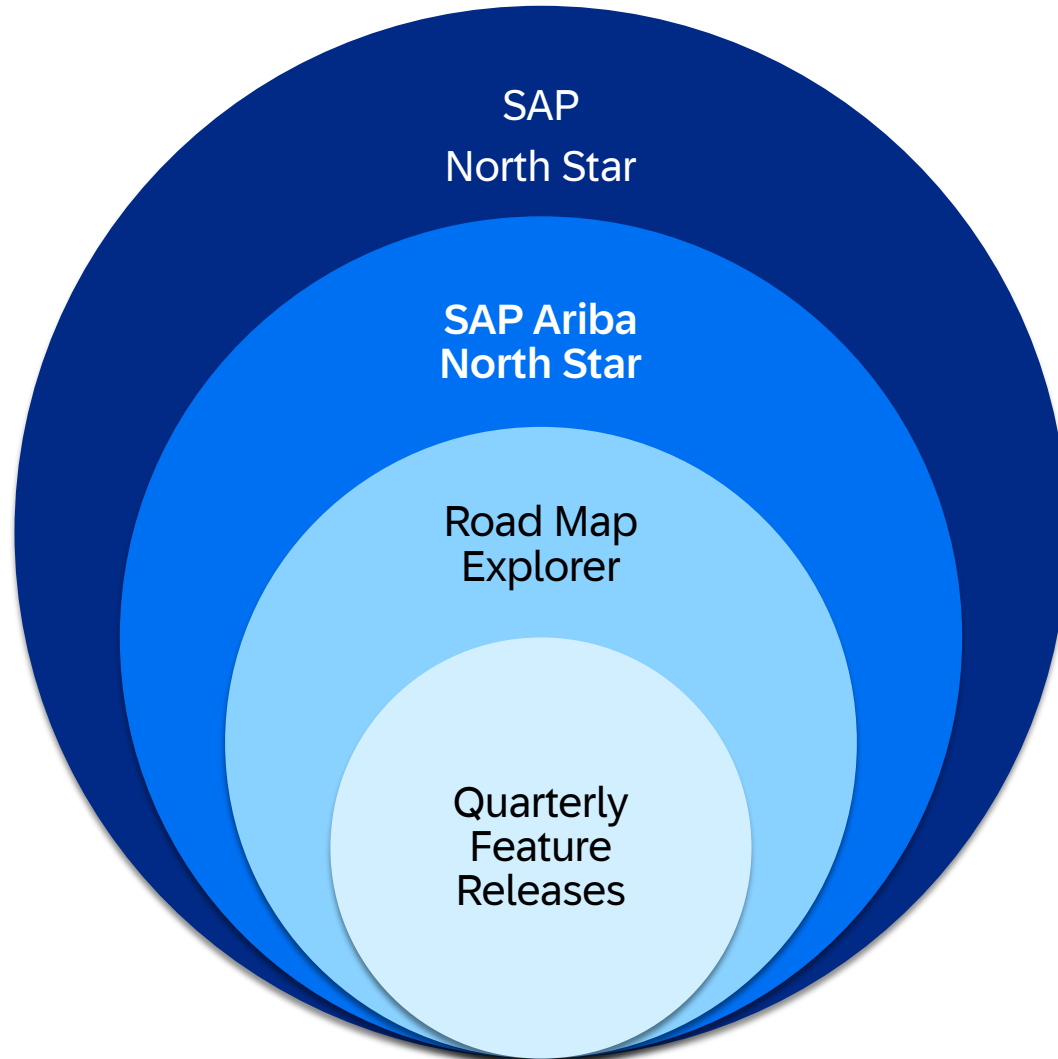 SAP
North Star
SAP Ariba
North Star
Road Map
Explorer
Quarterly
Feature
Releases